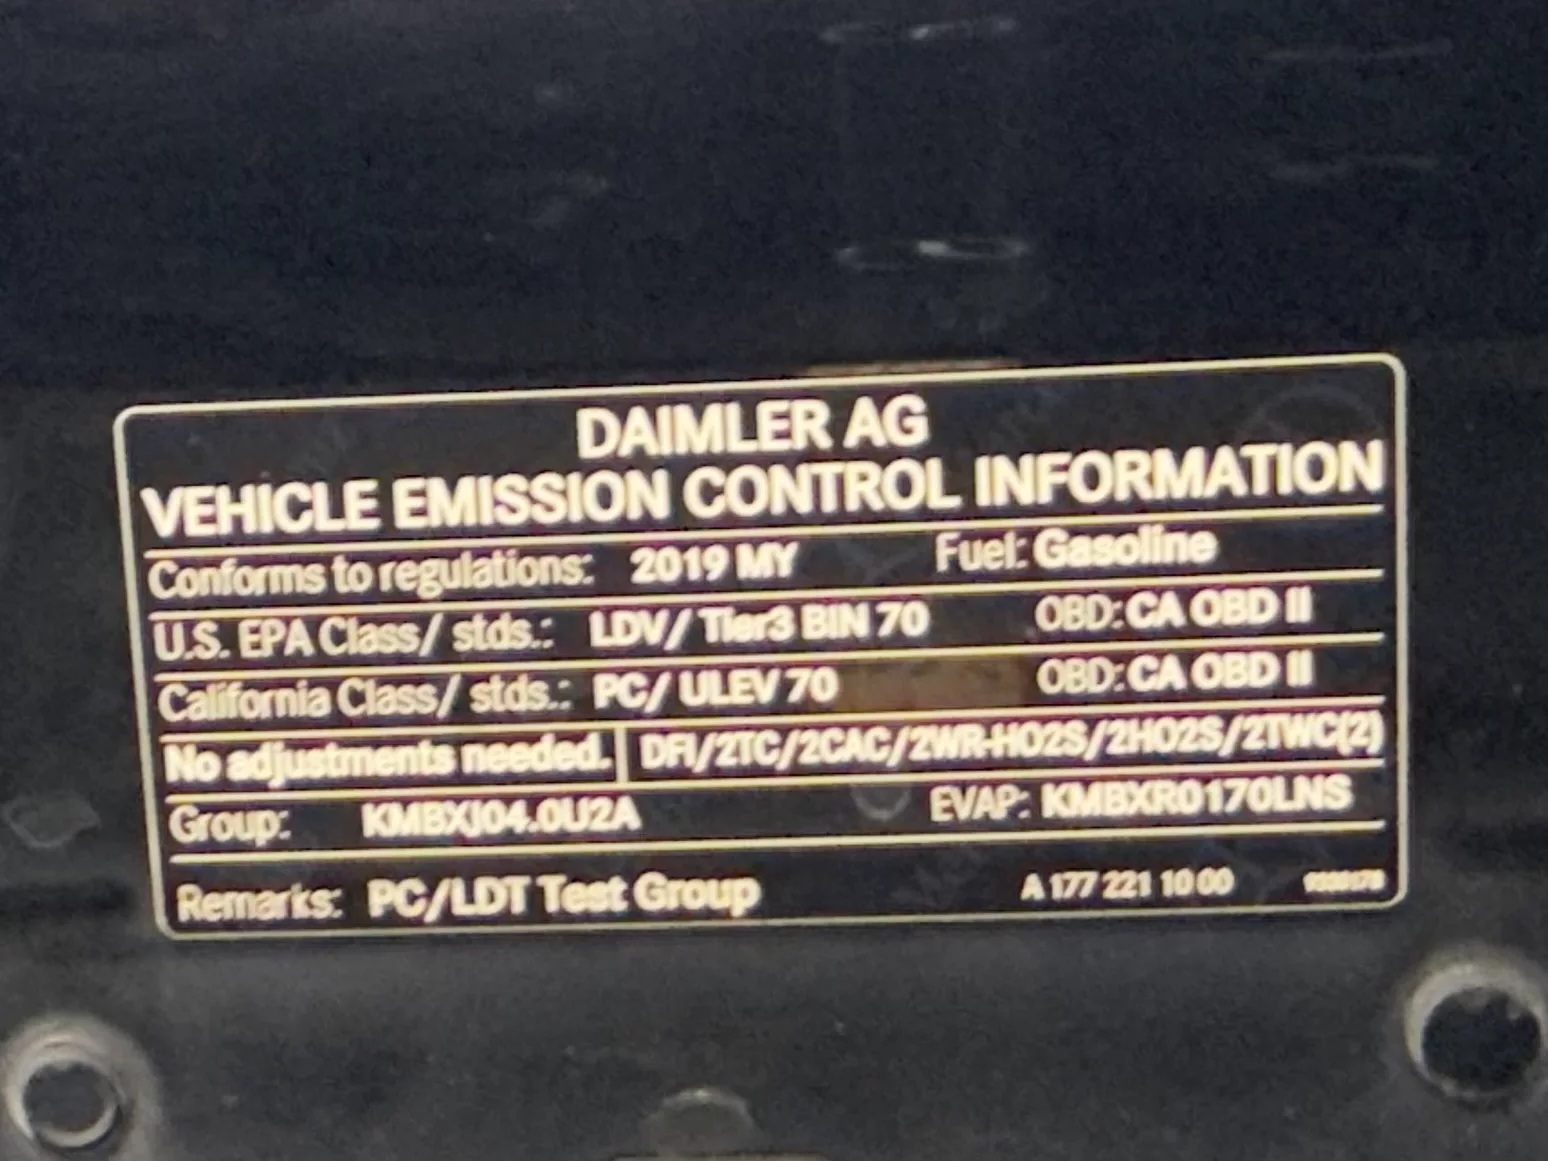 DAIMLER AG
VEHICLE EMISSION CONTROL INFORMATION
Conforms to regulations: 2019 MY Fuel: Gasoline
U.S. EPA Class/ stds.: LDV/ Tier3 BIN 70 OBD: CA OBD II
California Class/ stds.: PC/ ULEV 70 OBD: CA OBD II
No adjustments needed. DFI/2TC/2CAC/2WR-HO2S/2HO2S/2TWC(2)
Group: KMBXJ04.0U2A EVAP: KMBXR0170LNS
Remarks: PC/LDT Test Group A 177 221 10 00